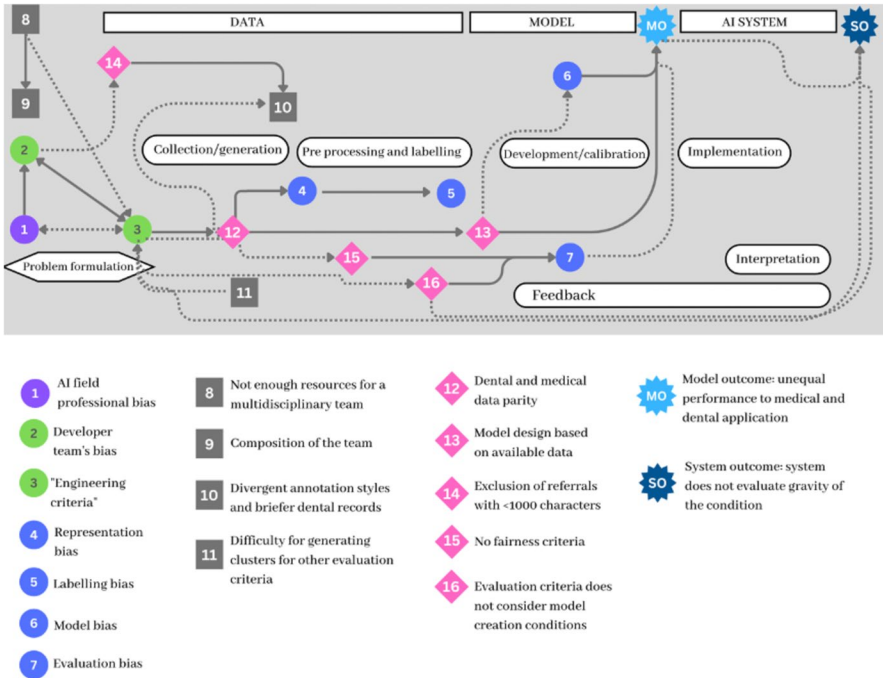 8
DATA
MODEL
MO
AI SYSTEM
SO
14
6
9
10
2
Collection/generation
Pre processing and labelling
Development/calibration
Implementation
4
5
1
3
12
13
15
7
Interpretation
Problem formulation
16
11
Feedback
1
AI field
professional bias
2
Developer
team's bias
3
"Engineering
criteria"
4
Representation
bias
5
Labelling bias
6
Model bias
7
Evaluation bias
8
Not enough resources for a
multidisciplinary team
9
Composition of the team
10
Divergent annotation styles
and briefer dental records
11
Difficulty for generating
clusters for other evaluation
criteria
12
Dental and medical
data parity
13
Model design based
on available data
14
Exclusion of referrals
with <1000 characters
15
No fairness criteria
16
Evaluation criteria does
not consider model
creation conditions
MO
Model outcome: unequal
performance to medical and
dental application
SO
System outcome: system
does not evaluate gravity of
the condition